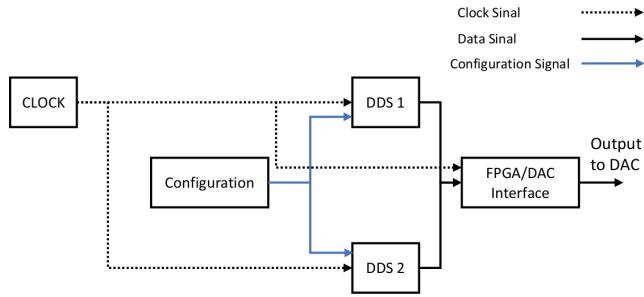 Clock Sinal
Data Sinal
Configuration Signal
CLOCK
DDS 1
Configuration
FPGA/DAC
Interface
Output
to DAC
DDS 2